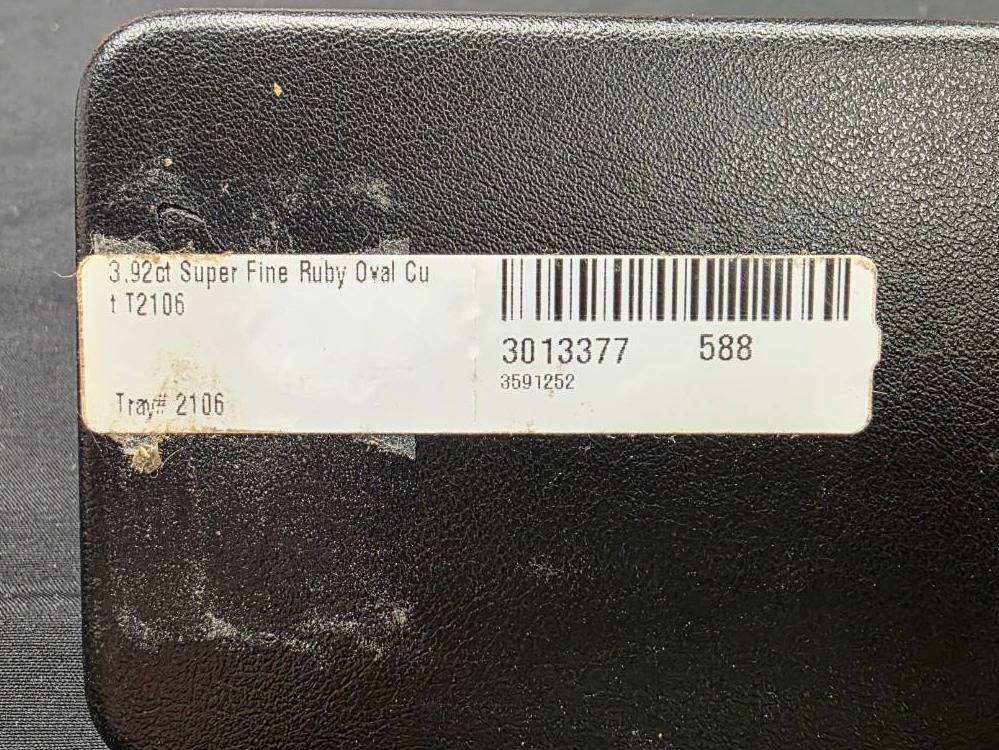 3.92ct Super Fine Ruby Oval Cu
t T2106
Tray# 2106
3013377 588
3591252